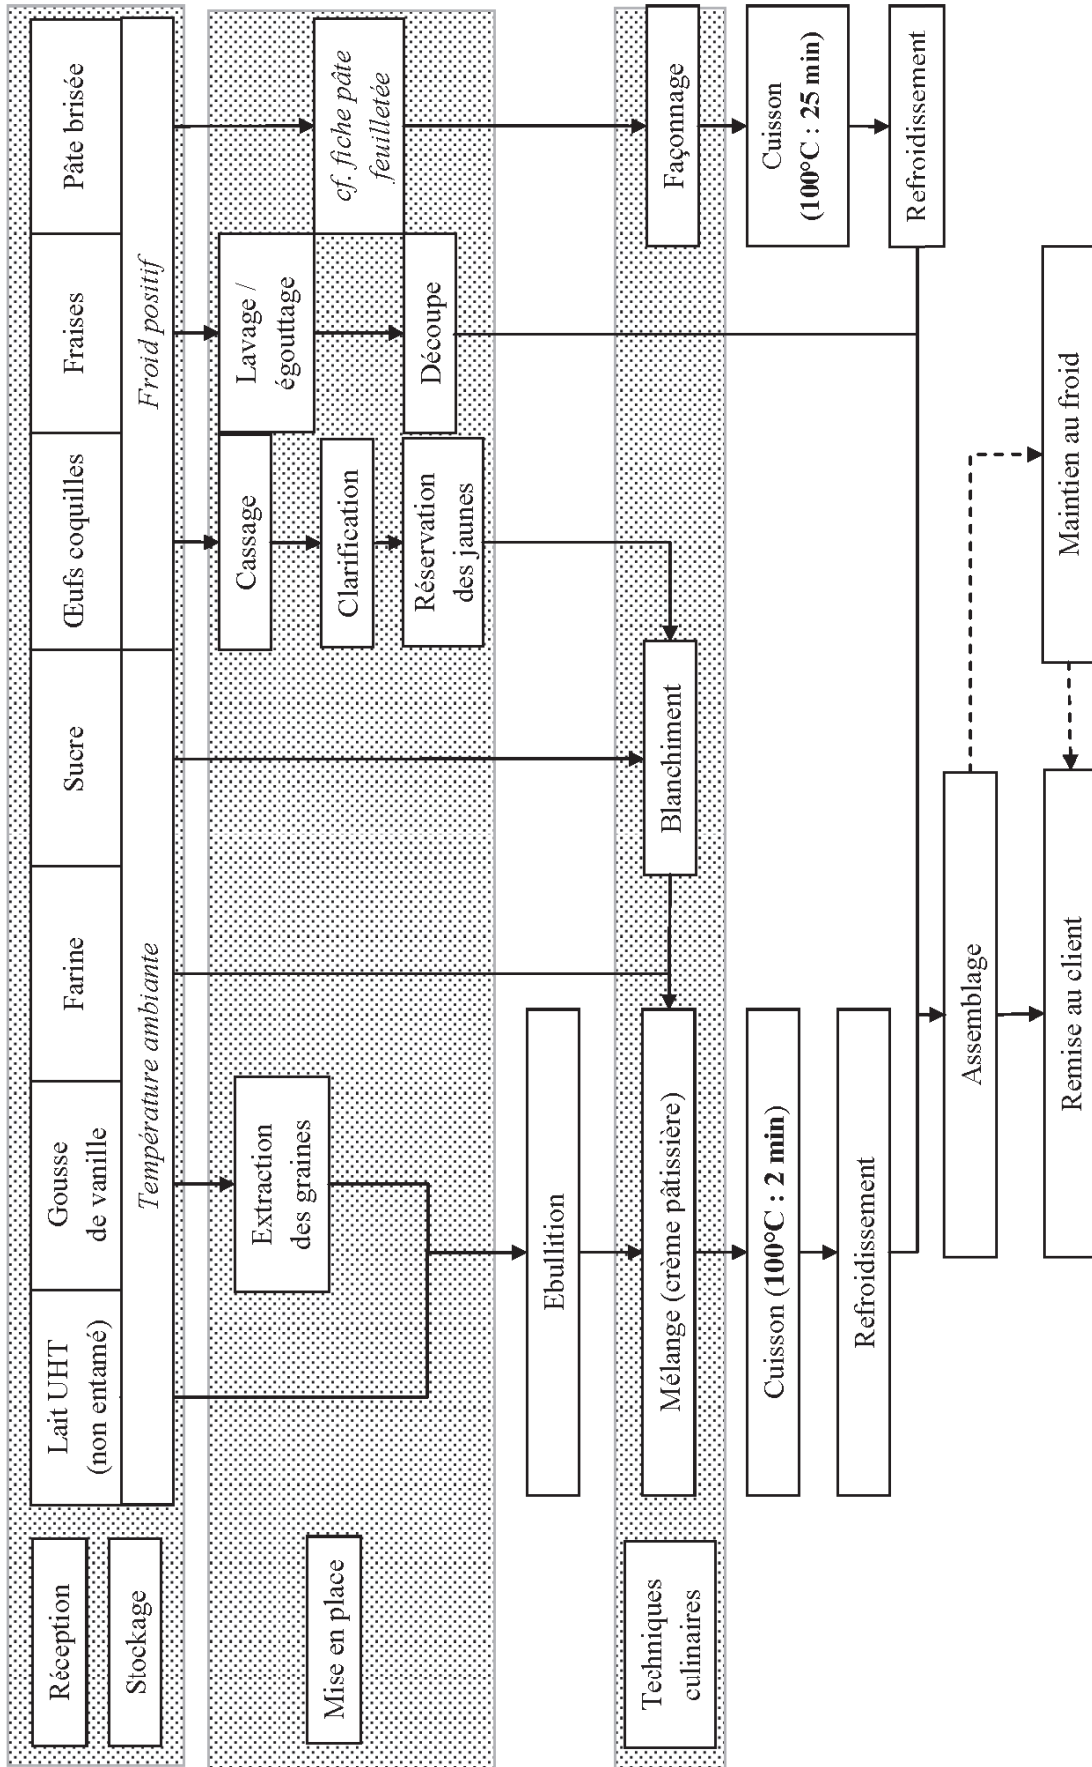 Réception
Lait UHT
(non entamé)
Gousse
de vanille
Farine
Sucre
Œufs coquilles
Fraises
Pâte brisée
Stockage
Température ambiante
Froid positif
Mise en place
Extraction
des graines
Cassage
Lavage /
égouttage
cf. fiche pâte
feuilletée
Clarification
Réservation
des jaunes
Découpe
Ebullition
Techniques
culinaires
Mélange (crème pâtissière)
Blanchiment
Façonnage
Cuisson (100°C : 2 min)
Cuisson
(100°C : 25 min)
Refroidissement
Refroidissement
Assemblage
Remise au client
Maintien au froid